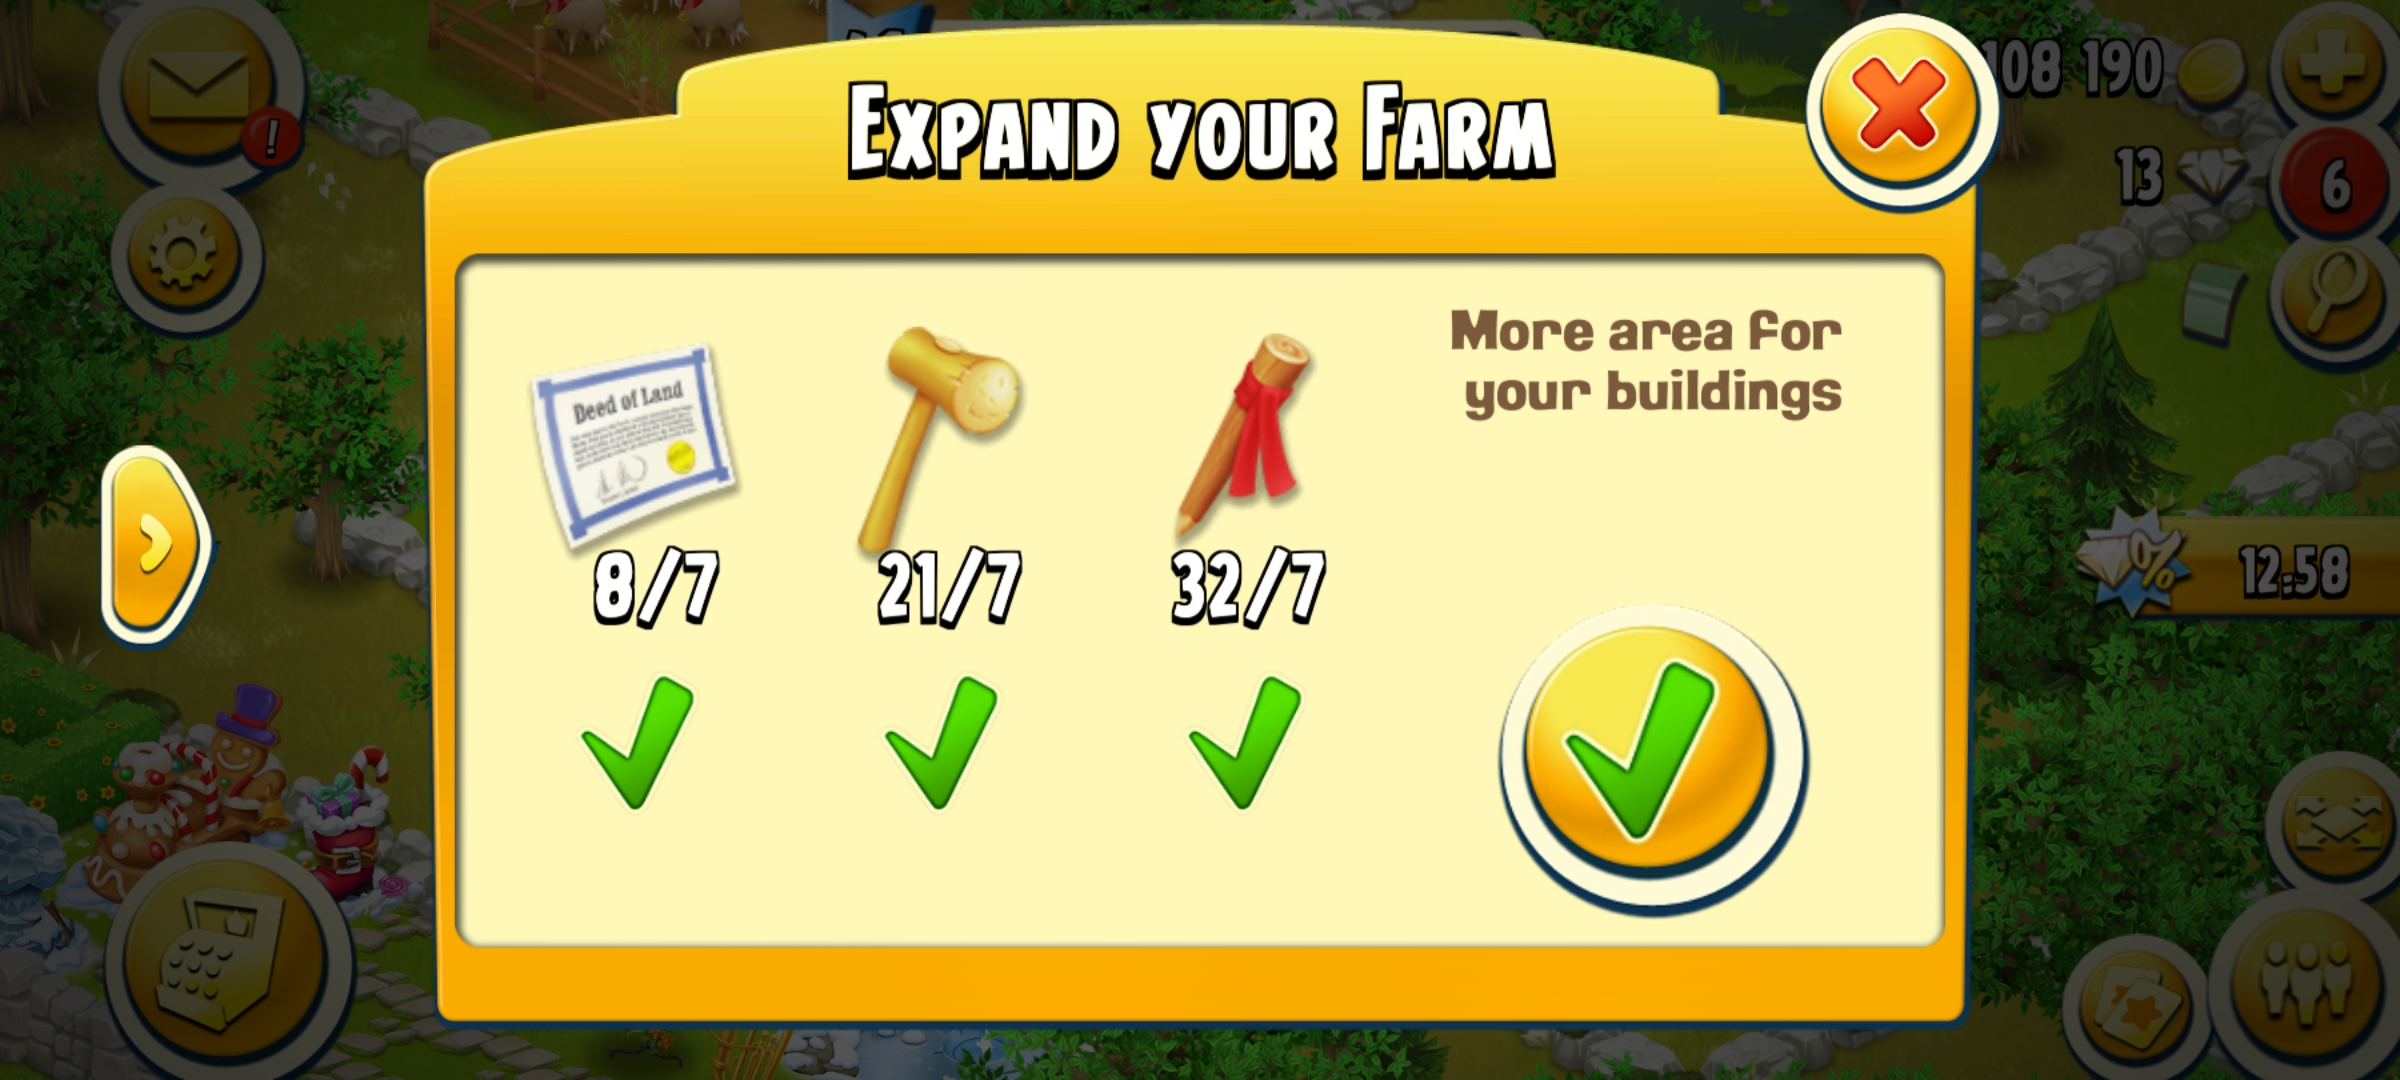 Expand your Farm
108 190
13
6
!
More area for
your buildings
Deed of Land
8/7
21/7
32/7
%
12:58